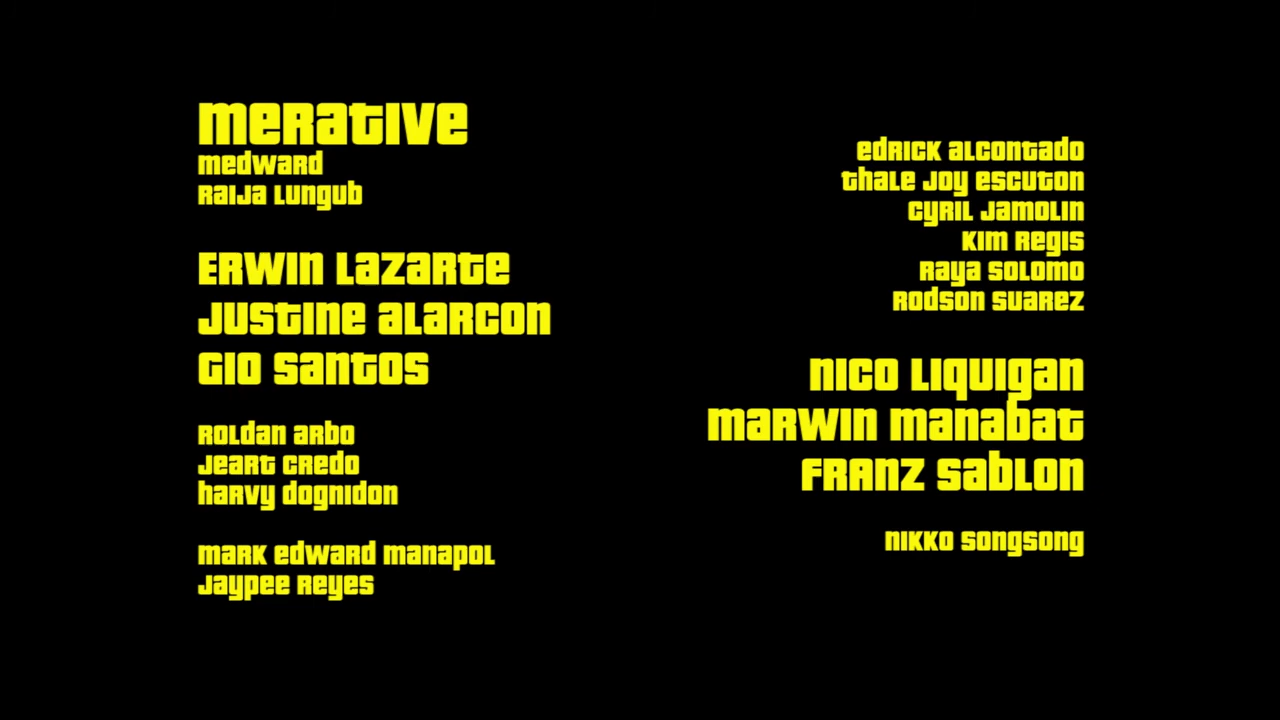 merative
medward
raija lungub
erwin lazarte
justine alarcon
gio santos
roldan arbo
jeart credo
harvy dognidon
mark edward manapol
jaypee reyes
edrick alcontado
thale joy escuton
cyril jamolin
kim regis
raya solomo
rodson suarez
nico liquigan
marwin manabat
franz sablon
nikko songsong